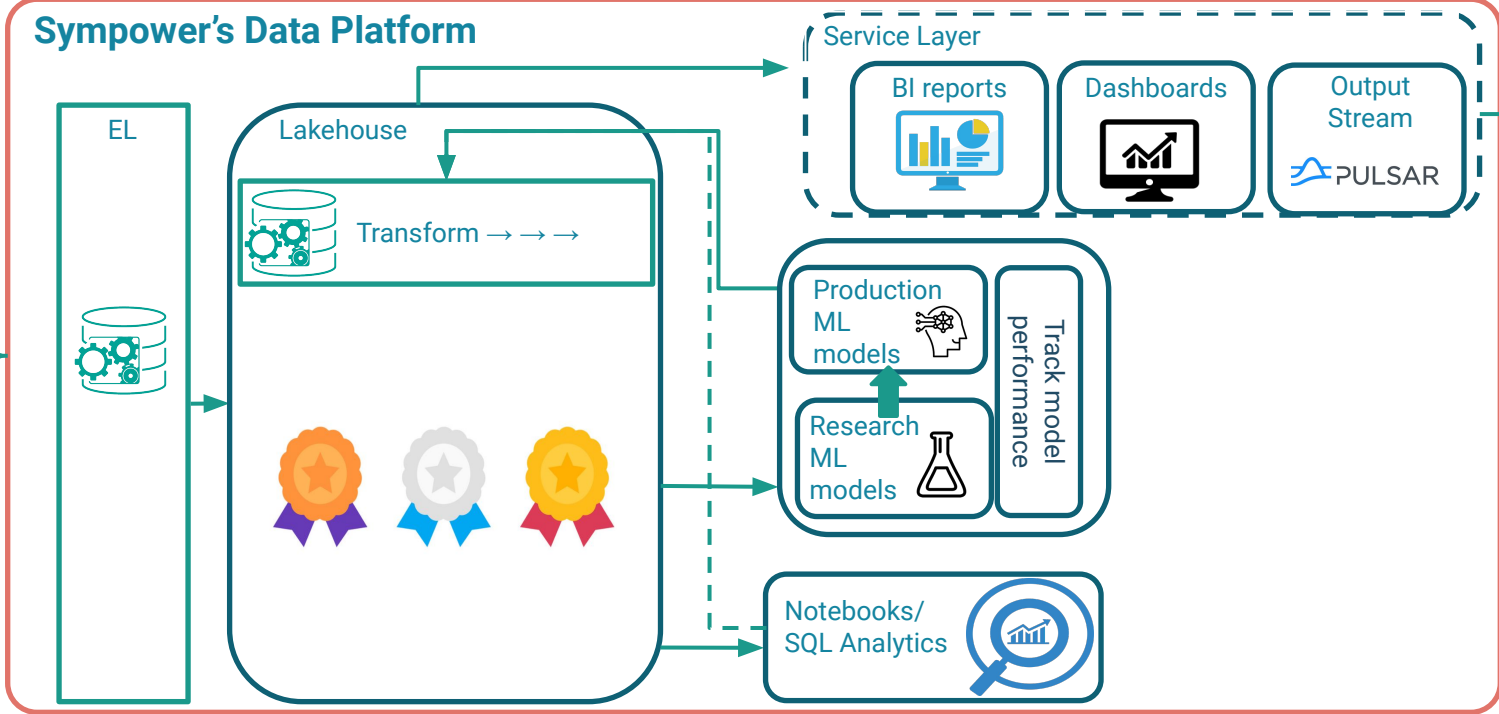 Sympower's Data Platform
Service Layer
BI reports
Dashboards
Output
Stream
PULSAR
EL
Lakehouse
Transform → → →
Production
ML
models
Track model
performance
Research
ML
models
Notebooks/
SQL Analytics